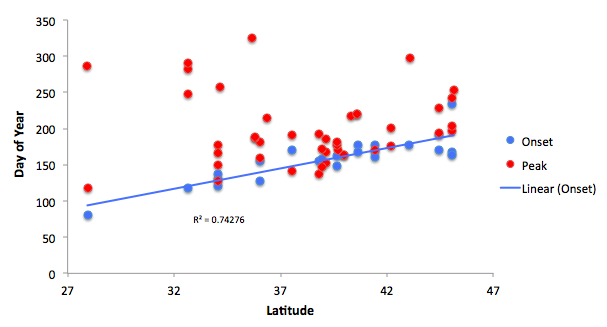 350
300
250
200
150
100
50
0
Day of Year
27 32 37 42 47
Latitude
R² = 0.74276
Onset
Peak
Linear (Onset)